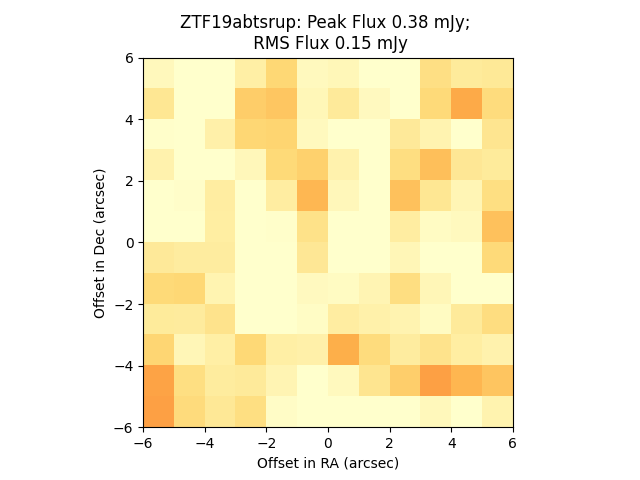 ZTF19abtsrup: Peak Flux 0.38 mJy;
RMS Flux 0.15 mJy
6
4
2
0
−2
−4
−6
Offset in Dec (arcsec)
−6 −4 −2 0 2 4 6
Offset in RA (arcsec)